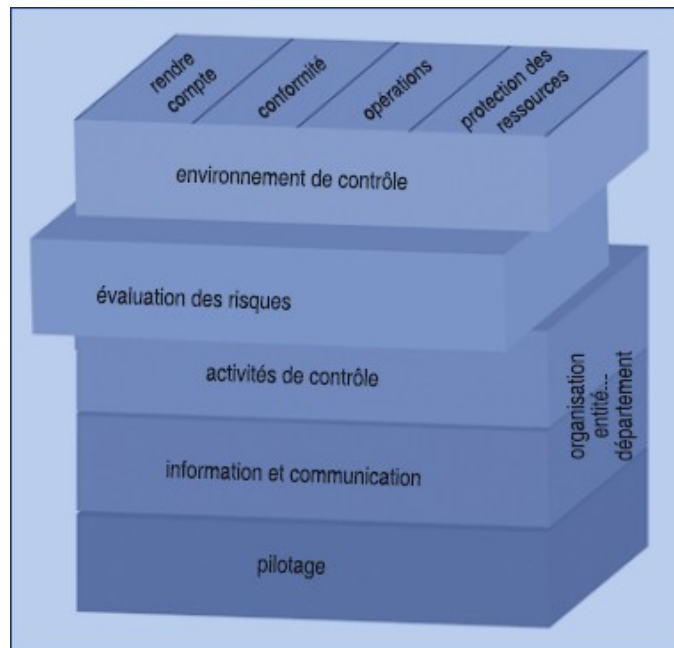 rendre
compte
conformité
opérations
protection des
ressources
environnement de contrôle
évaluation des risques
activités de contrôle
information et communication
pilotage
organisation
entité...
département